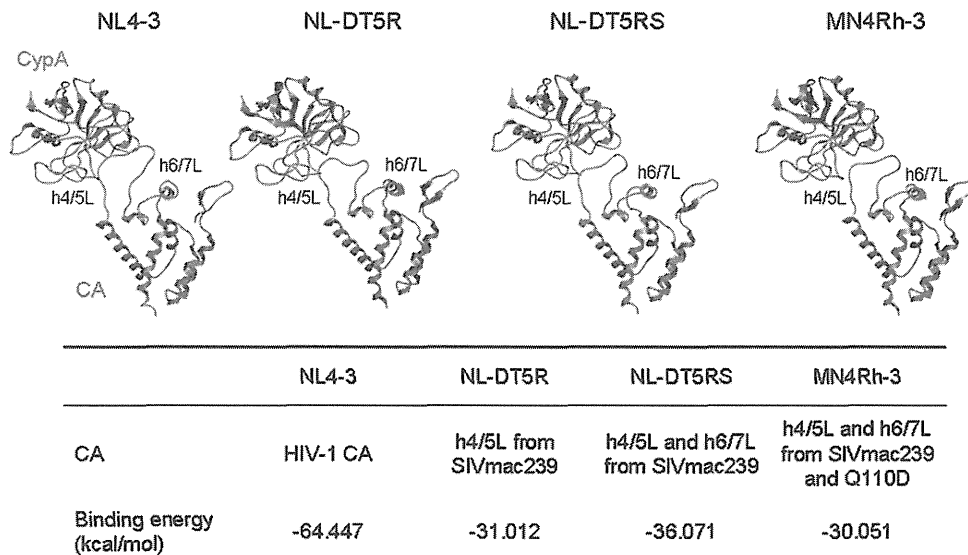 NL4-3 NL-DT5R NL-DT5RS MN4Rh-3
CypA
h4/5L h6/7L h4/5L h6/7L h4/5L h6/7L h4/5L h6/7L
CA
NL4-3 NL-DT5R NL-DT5RS MN4Rh-3
CA HIV-1 CA h4/5L from SIVmac239 h4/5L and h6/7L from SIVmac239 h4/5L and h6/7L from SIVmac239 and Q110D
Binding energy (kcal/mol) -64.447 -31.012 -36.071 -30.051